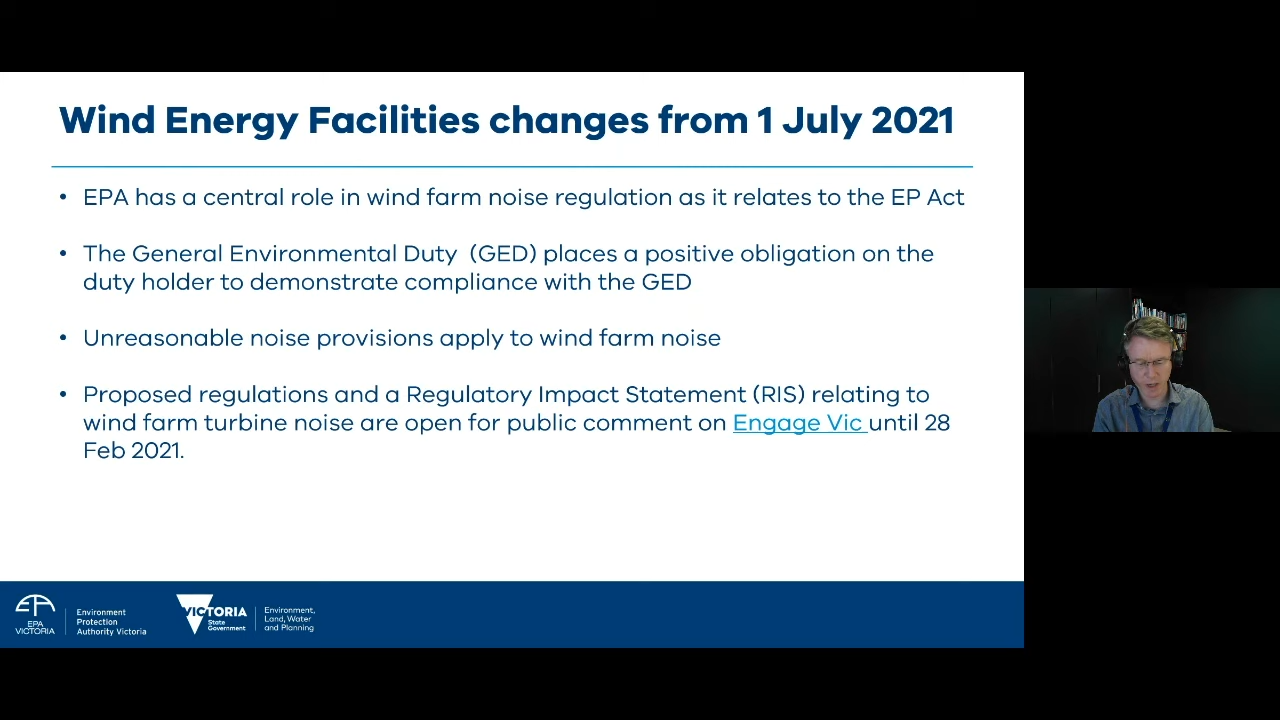 Wind Energy Facilities changes from 1 July 2021
• EPA has a central role in wind farm noise regulation as it relates to the EP Act
• The General Environmental Duty (GED) places a positive obligation on the
duty holder to demonstrate compliance with the GED
• Unreasonable noise provisions apply to wind farm noise
• Proposed regulations and a Regulatory Impact Statement (RIS) relating to
wind farm turbine noise are open for public comment on Engage Vic until 28
Feb 2021.
EPA
VICTORIA
Environment
Protection
Authority Victoria
VICTORIA
State
Government
Environment,
Land, Water
and Planning